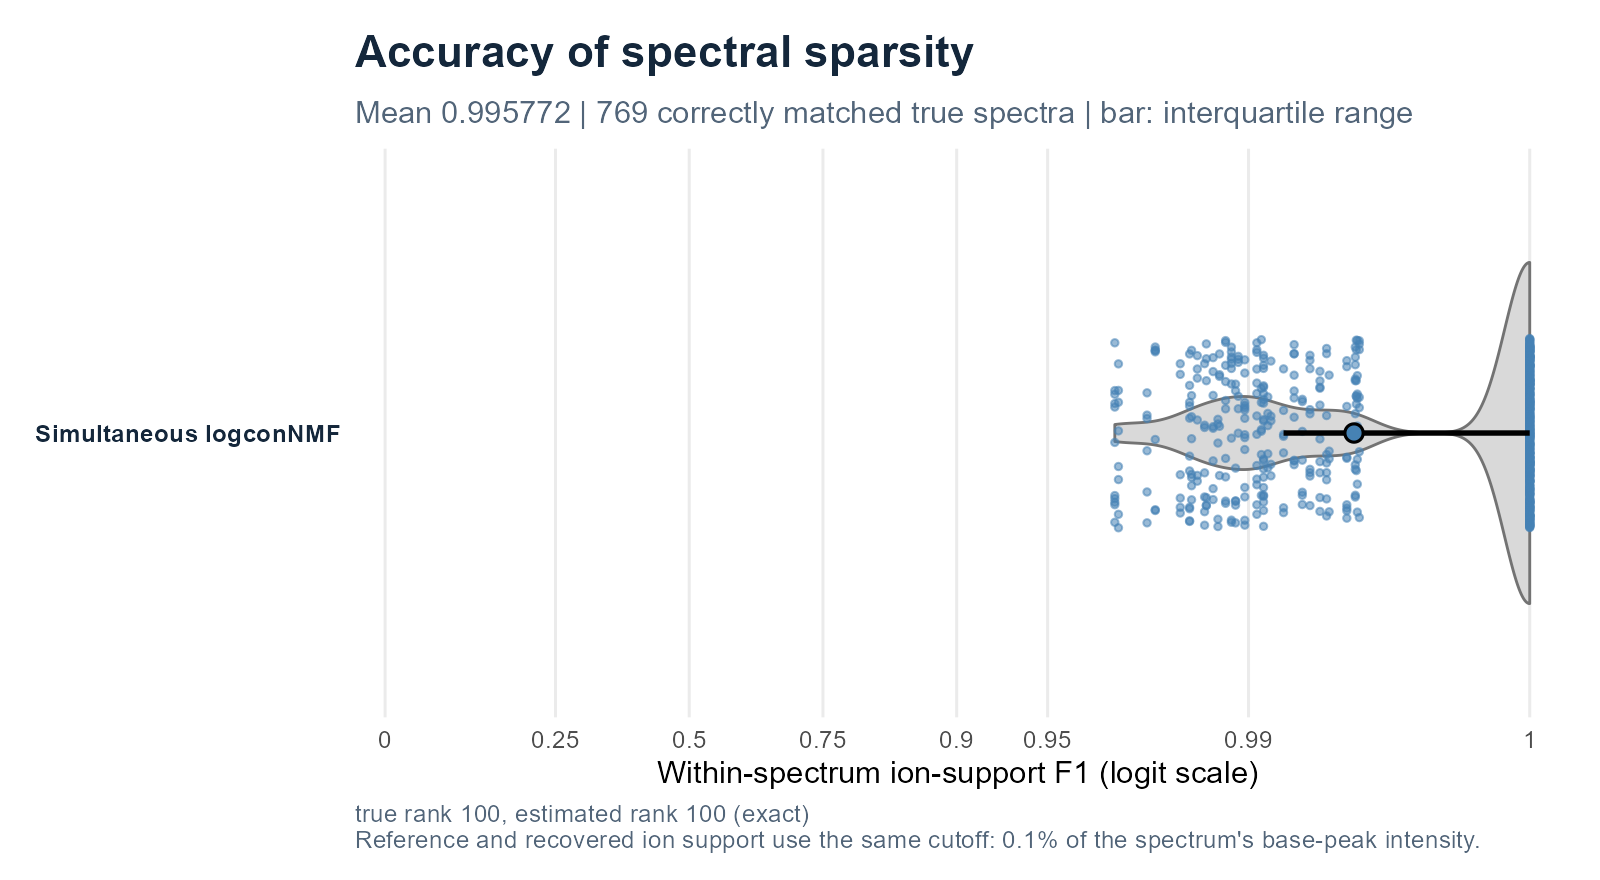 Accuracy of spectral sparsity
Mean 0.995772 | 769 correctly matched true spectra | bar: interquartile range
Simultaneous logconNMF
0 0.25 0.5 0.75 0.9 0.95 0.99 1
Within-spectrum ion-support F1 (logit scale)
true rank 100, estimated rank 100 (exact)
Reference and recovered ion support use the same cutoff: 0.1% of the spectrum's base-peak intensity.